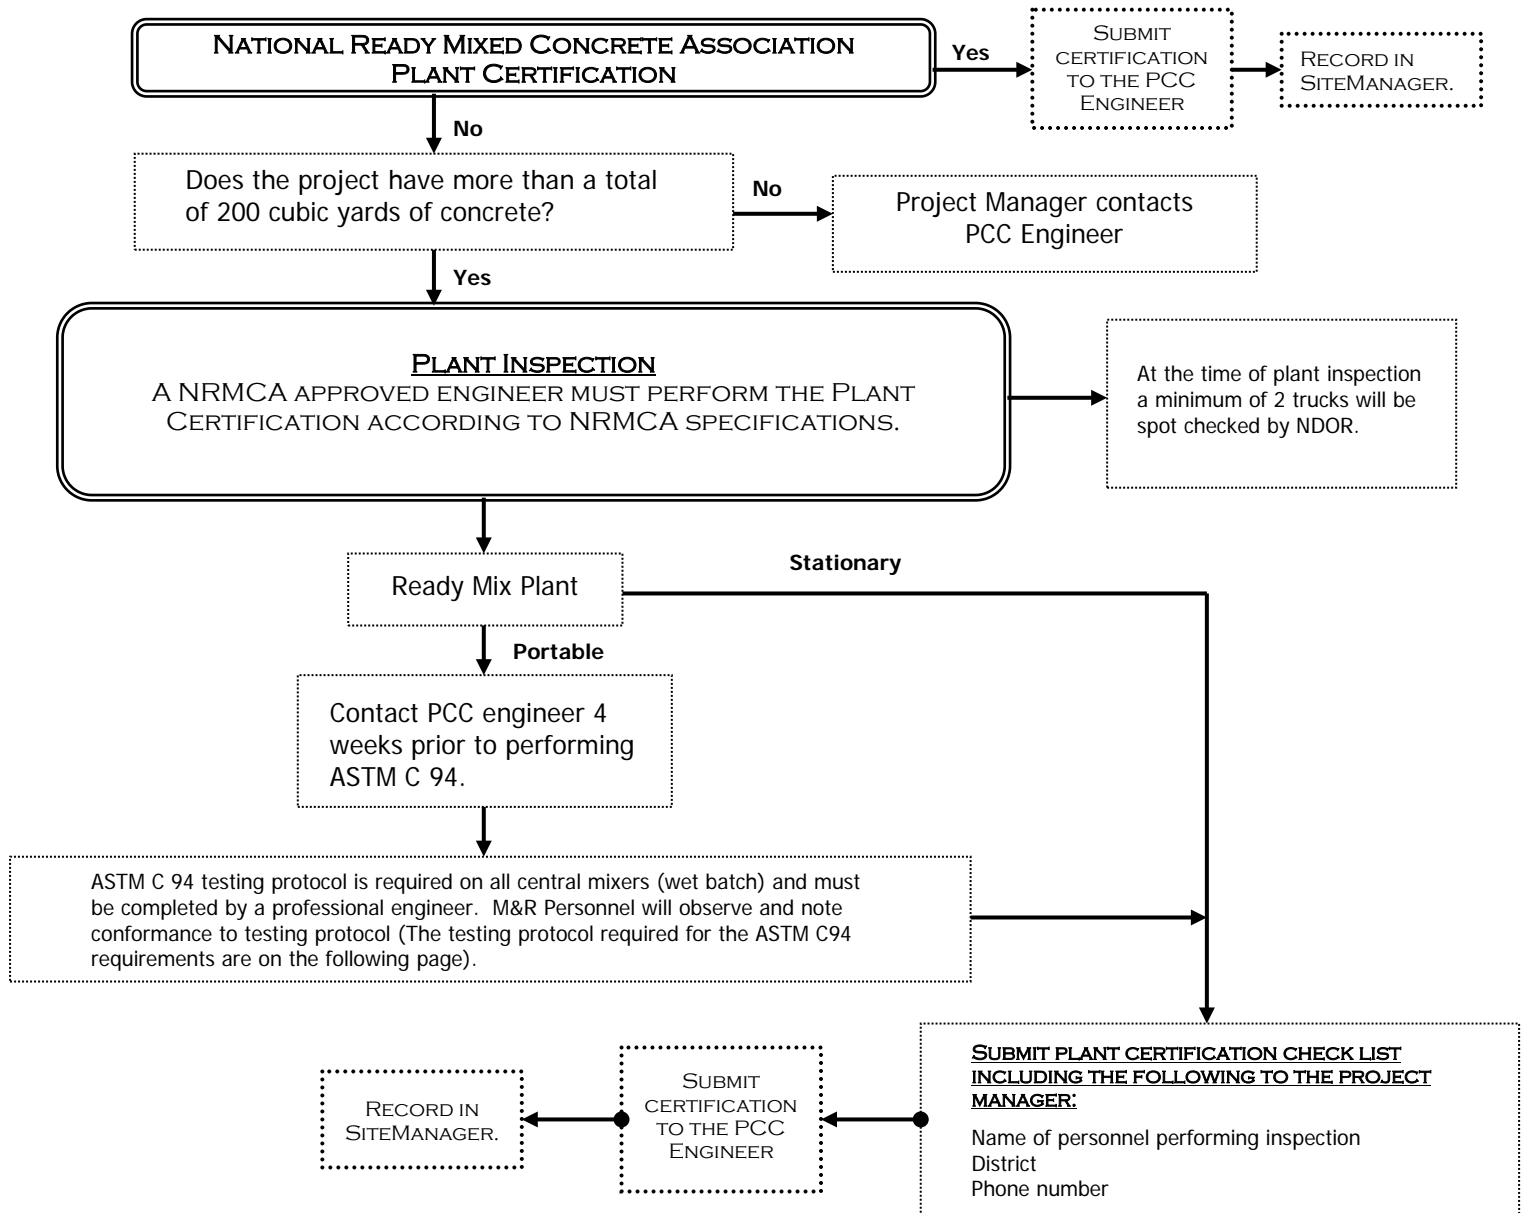 NATIONAL READY MIXED CONCRETE ASSOCIATION
PLANT CERTIFICATION
Yes
SUBMIT
CERTIFICATION
TO THE PCC
ENGINEER
RECORD IN
SITEMANAGER.
No
Does the project have more than a total
of 200 cubic yards of concrete?
No
Project Manager contacts
PCC Engineer
Yes
PLANT INSPECTION
A NRMCA APPROVED ENGINEER MUST PERFORM THE PLANT
CERTIFICATION ACCORDING TO NRMCA SPECIFICATIONS.
At the time of plant inspection
a minimum of 2 trucks will be
spot checked by NDOR.
Ready Mix Plant
Stationary
Portable
Contact PCC engineer 4
weeks prior to performing
ASTM C 94.
ASTM C 94 testing protocol is required on all central mixers (wet batch) and must
be completed by a professional engineer.  M&R Personnel will observe and note
conformance to testing protocol (The testing protocol required for the ASTM C94
requirements are on the following page).
SUBMIT PLANT CERTIFICATION CHECK LIST
INCLUDING THE FOLLOWING TO THE PROJECT
MANAGER:
Name of personnel performing inspection
District
Phone number
SUBMIT
CERTIFICATION
TO THE PCC
ENGINEER
RECORD IN
SITEMANAGER.